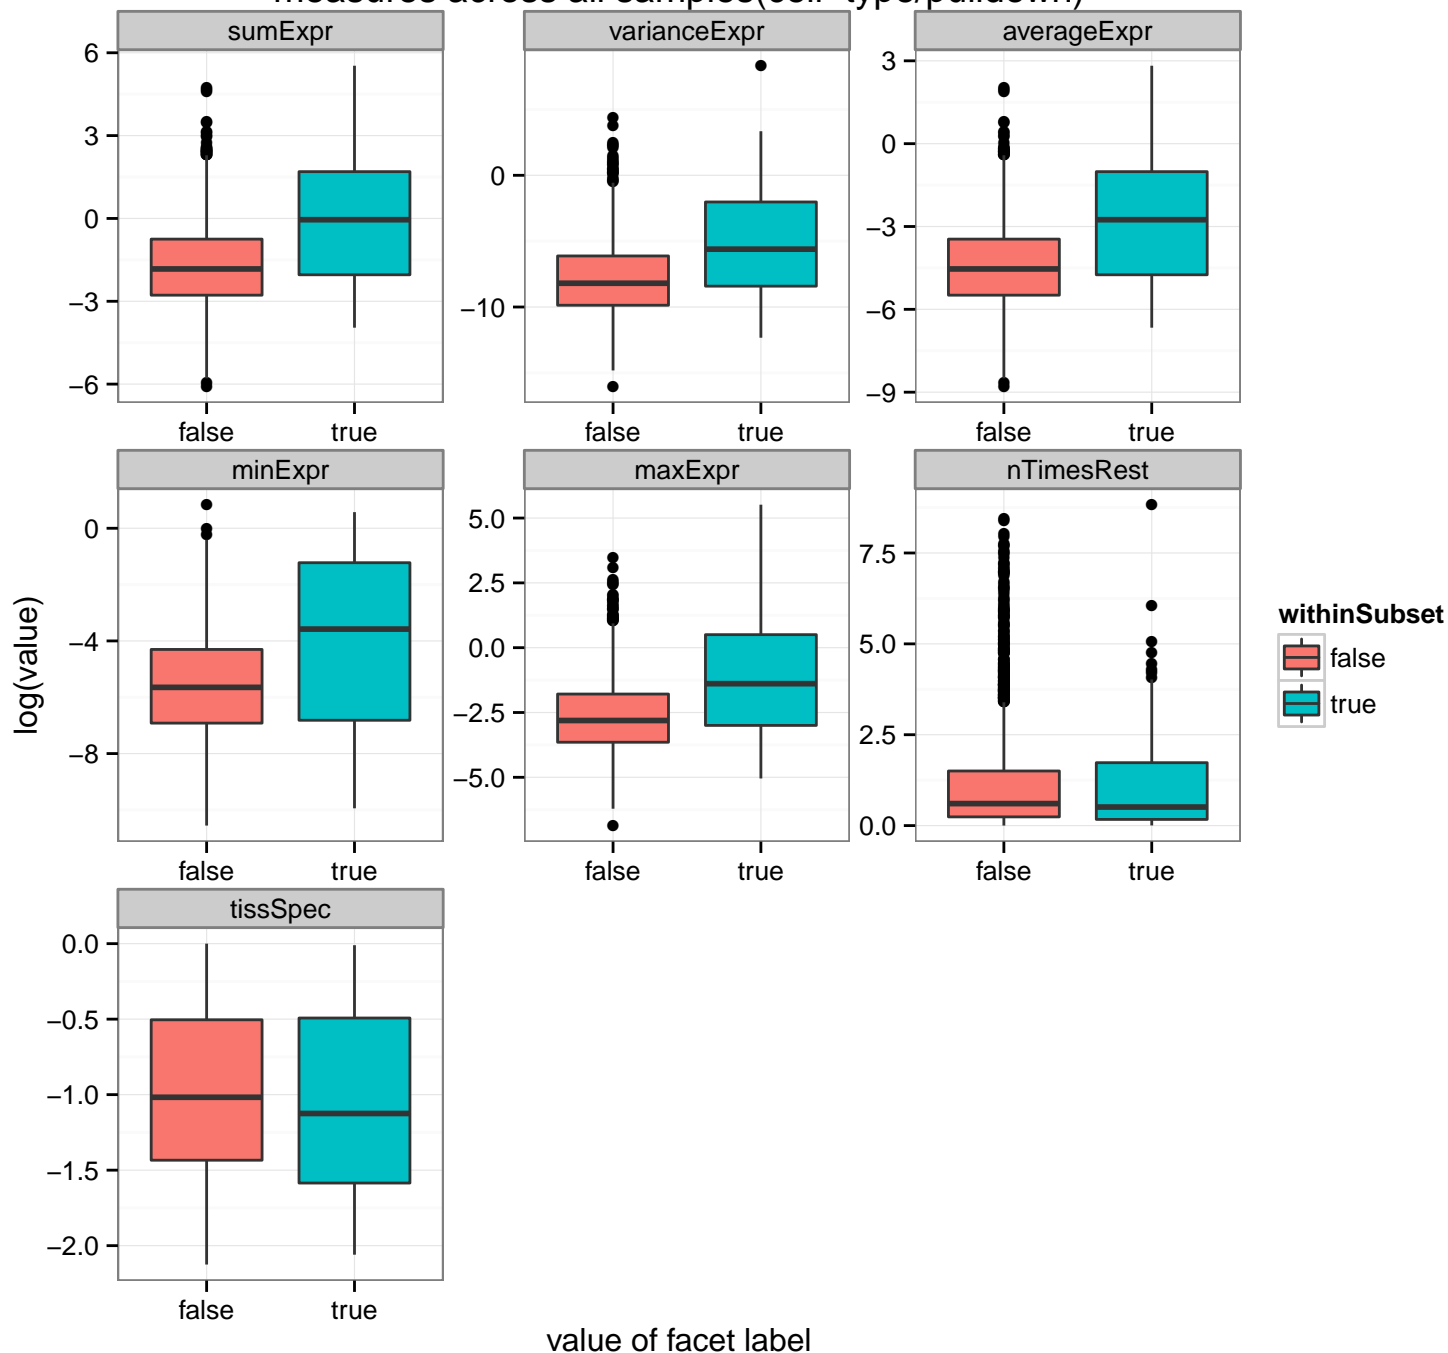 sumExpr varianceExpr averageExpr
6
3
0
−3
−6
0
−10
3
0
−3
−6
−9
false true false true false true
minExpr maxExpr nTimesRest
0
−4
−8
5.0
2.5
0.0
−2.5
−5.0
7.5
5.0
2.5
0.0
false true false true false true
tissSpec
0.0
−0.5
−1.0
−1.5
−2.0
false true
log(value)
value of facet label
withinSubset
false
true